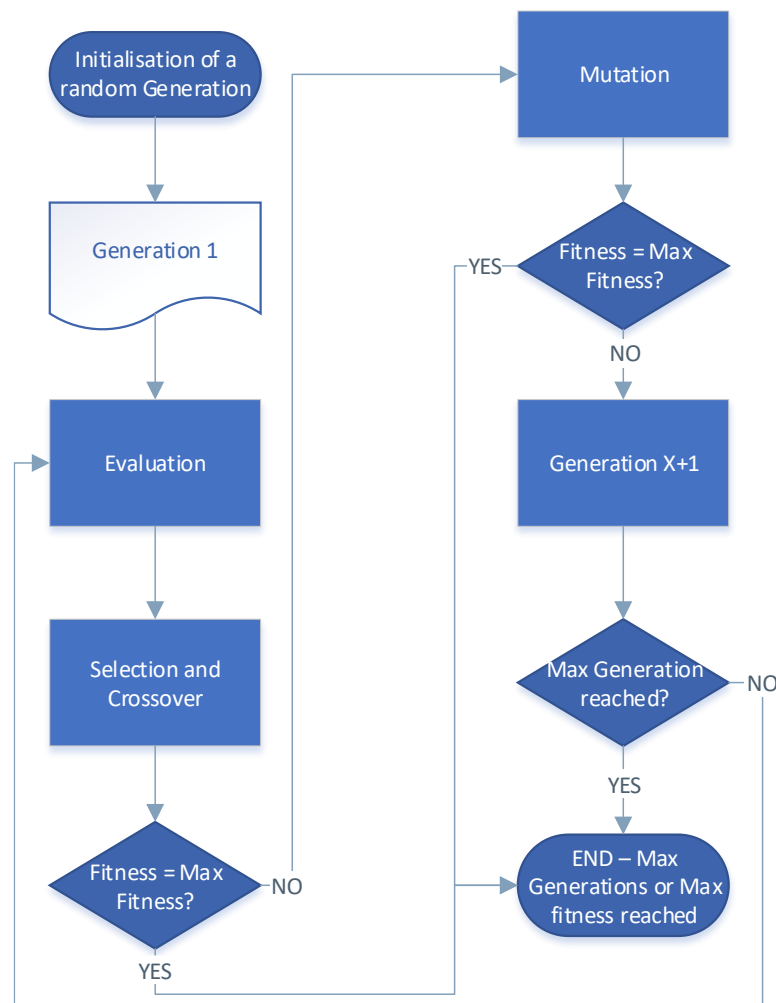 Initialisation of a
random Generation
Generation 1
Evaluation
Selection and
Crossover
Fitness = Max
Fitness?
NO
YES
Mutation
Fitness = Max
Fitness?
YES
NO
Generation X+1
Max Generation
reached?
NO
YES
END – Max
Generations or Max
fitness reached